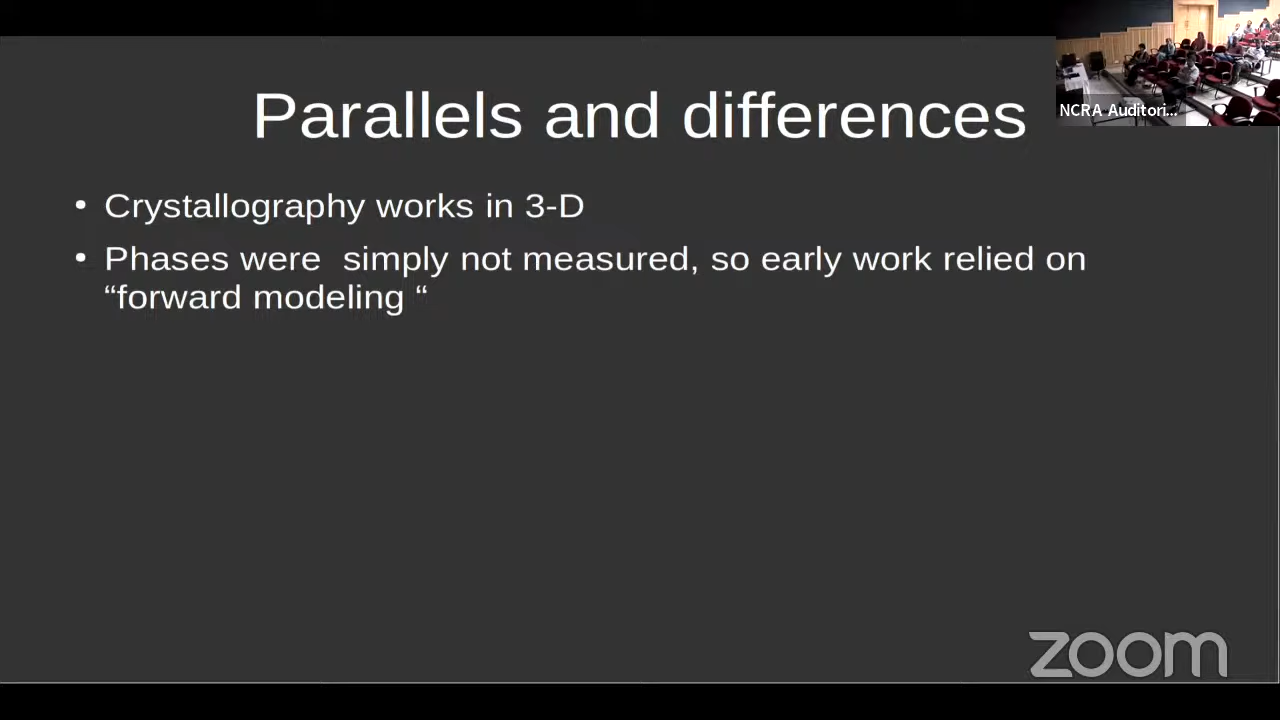 Parallels and differences
NCRA Auditori...
• Crystallography works in 3-D
• Phases were  simply not measured, so early work relied on
“forward modeling “
zoom